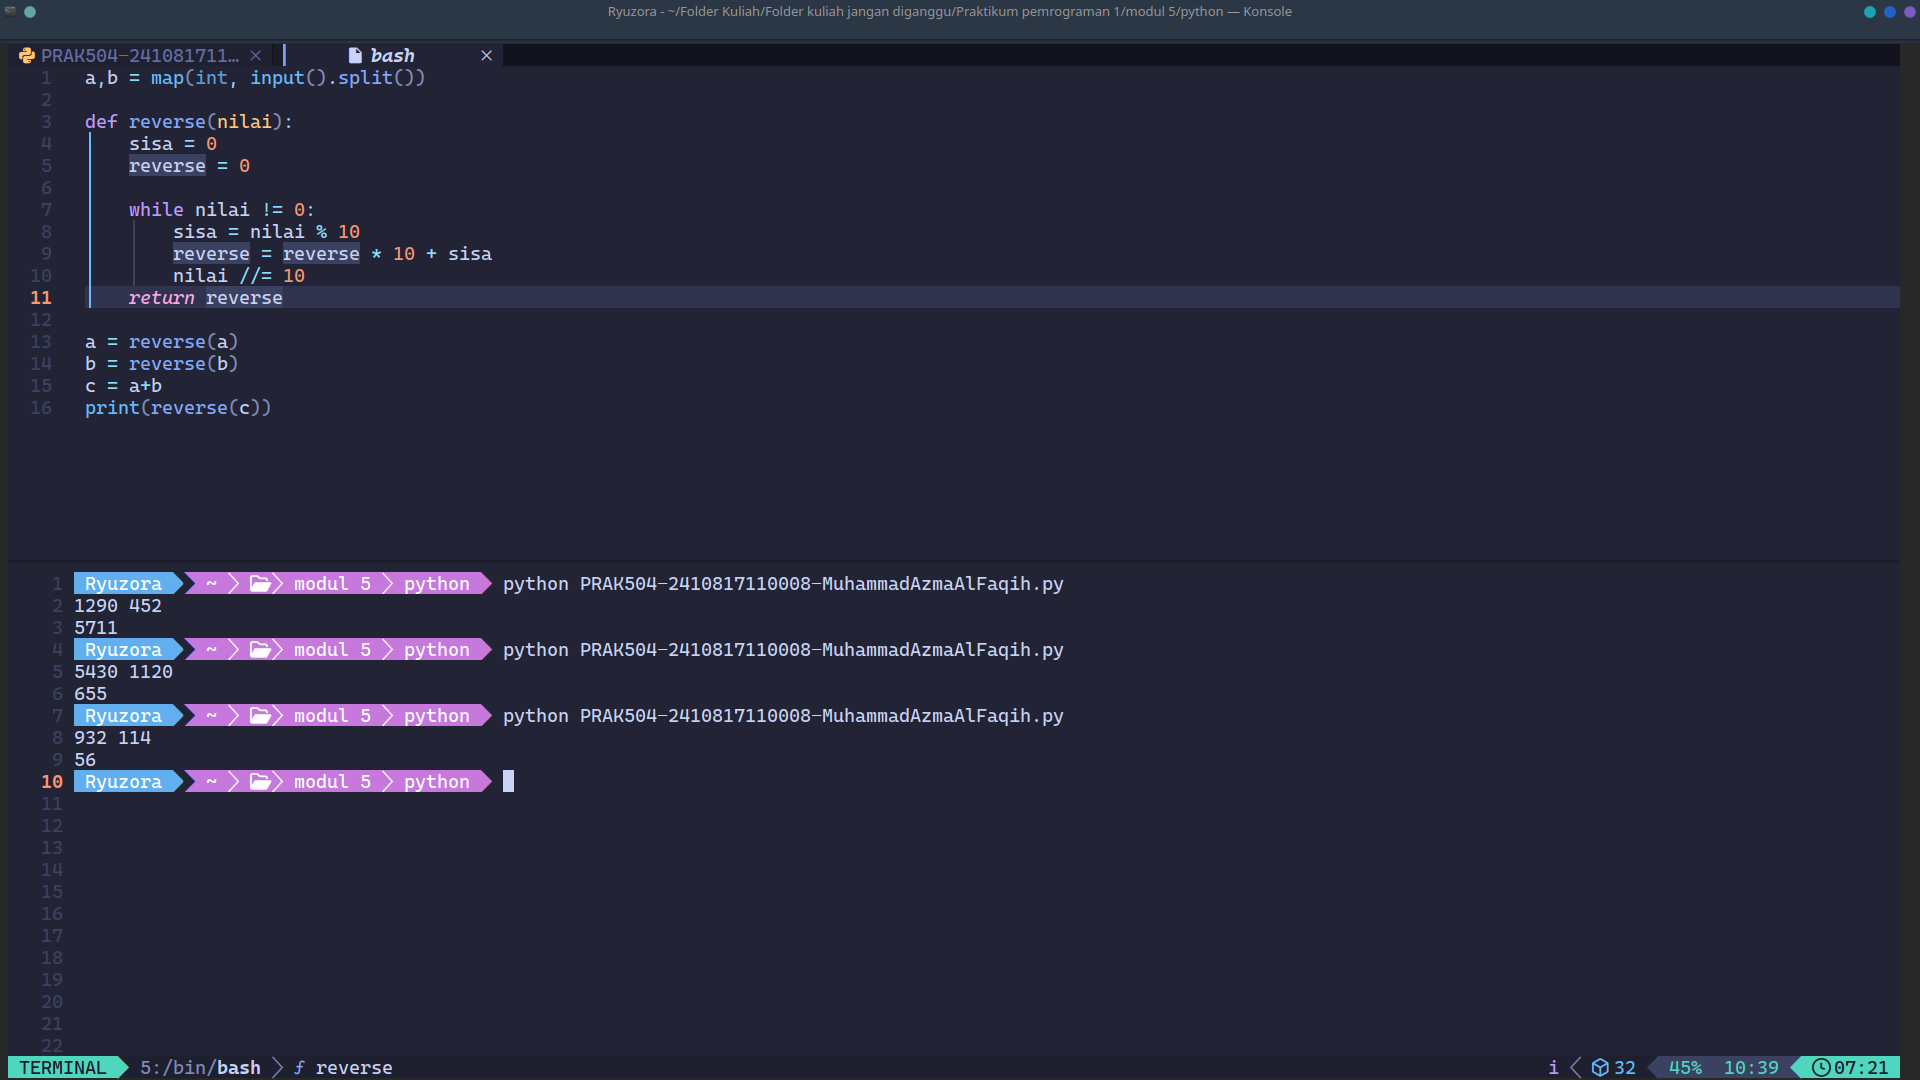 Ryuzora - ~/Folder Kuliah/Folder kuliah jangan diganggu/Praktikum pemrograman 1/modul 5/python — Konsole
PRAK504-241081711… × bash ×
1 a,b = map(int, input().split())
2
3 def reverse(nilai):
4     sisa = 0
5     reverse = 0
6
7     while nilai != 0:
8         sisa = nilai % 10
9         reverse = reverse * 10 + sisa
10         nilai //= 10
11     return reverse
12
13 a = reverse(a)
14 b = reverse(b)
15 c = a+b
16 print(reverse(c))
1 Ryuzora ~ modul 5 python python PRAK504-2410817110008-MuhammadAzmaAlFaqih.py
2 1290 452
3 5711
4 Ryuzora ~ modul 5 python python PRAK504-2410817110008-MuhammadAzmaAlFaqih.py
5 5430 1120
6 655
7 Ryuzora ~ modul 5 python python PRAK504-2410817110008-MuhammadAzmaAlFaqih.py
8 932 114
9 56
10 Ryuzora ~ modul 5 python
11
12
13
14
15
16
17
18
19
20
21
22
TERMINAL 5:/bin/bash ƒ reverse i 32 45% 10:39 07:21